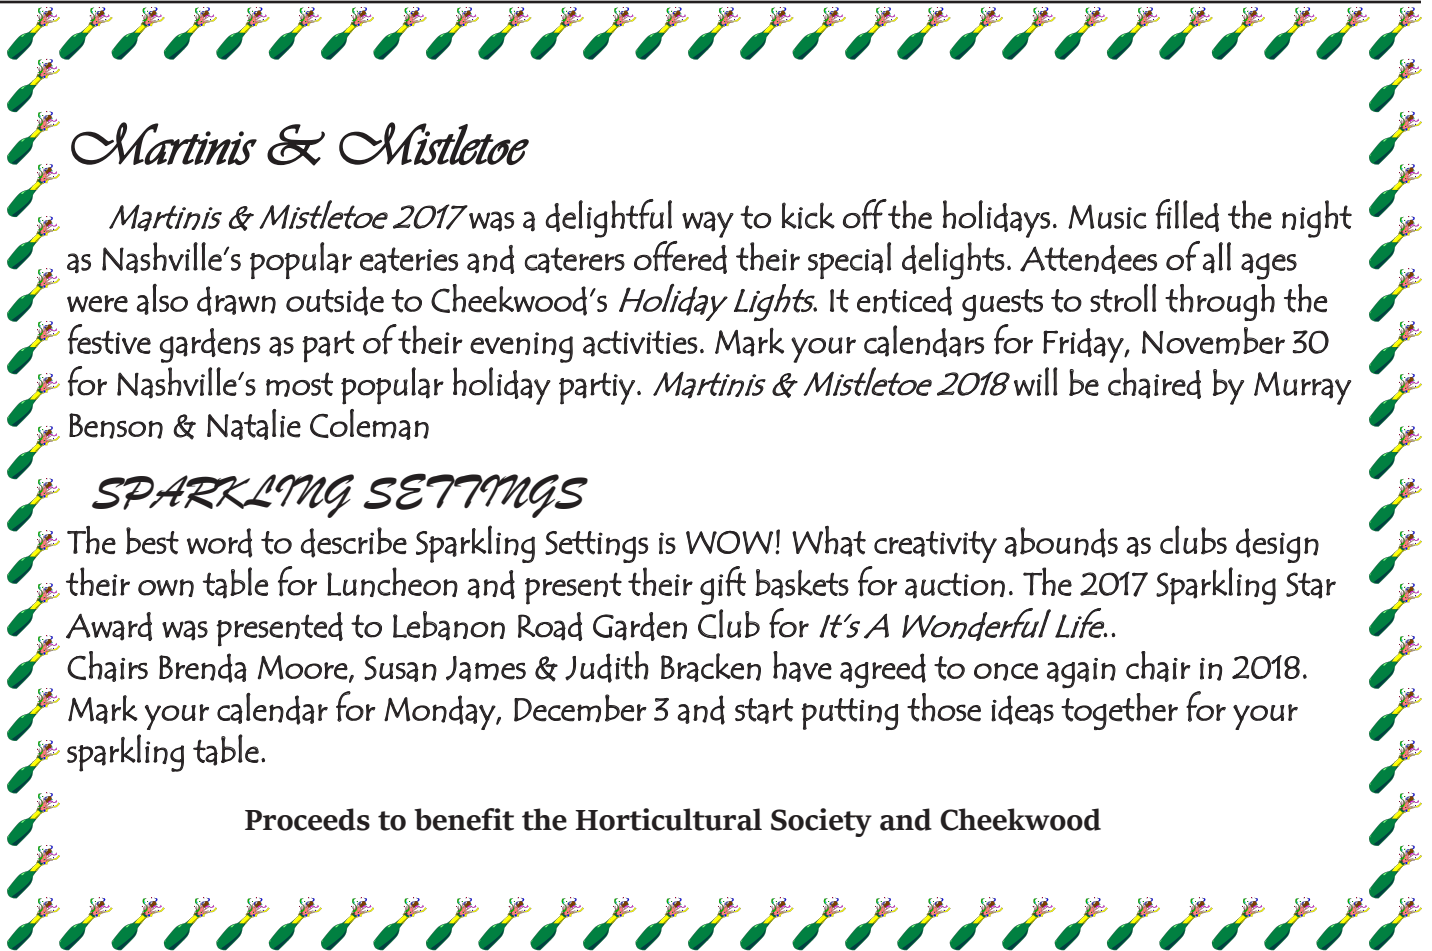 Martinis & Mistletoe
Martinis & Mistletoe 2017 was a delightful way to kick off the holidays. Music filled the night
as Nashville’s popular eateries and caterers offered their special delights. Attendees of all ages
were also drawn outside to Cheekwood’s Holiday Lights. It enticed guests to stroll through the
festive gardens as part of their evening activities. Mark your calendars for Friday, November 30
for Nashville’s most popular holiday partiy. Martinis & Mistletoe 2018 will be chaired by Murray
Benson & Natalie Coleman
SPARKLING SETTINGS
The best word to describe Sparkling Settings is WOW! What creativity abounds as clubs design
their own table for Luncheon and present their gift baskets for auction. The 2017 Sparkling Star
Award was presented to Lebanon Road Garden Club for It’s A Wonderful Life..
Chairs Brenda Moore, Susan James & Judith Bracken have agreed to once again chair in 2018.
Mark your calendar for Monday, December 3 and start putting those ideas together for your
sparkling table.
Proceeds to benefit the Horticultural Society and Cheekwood